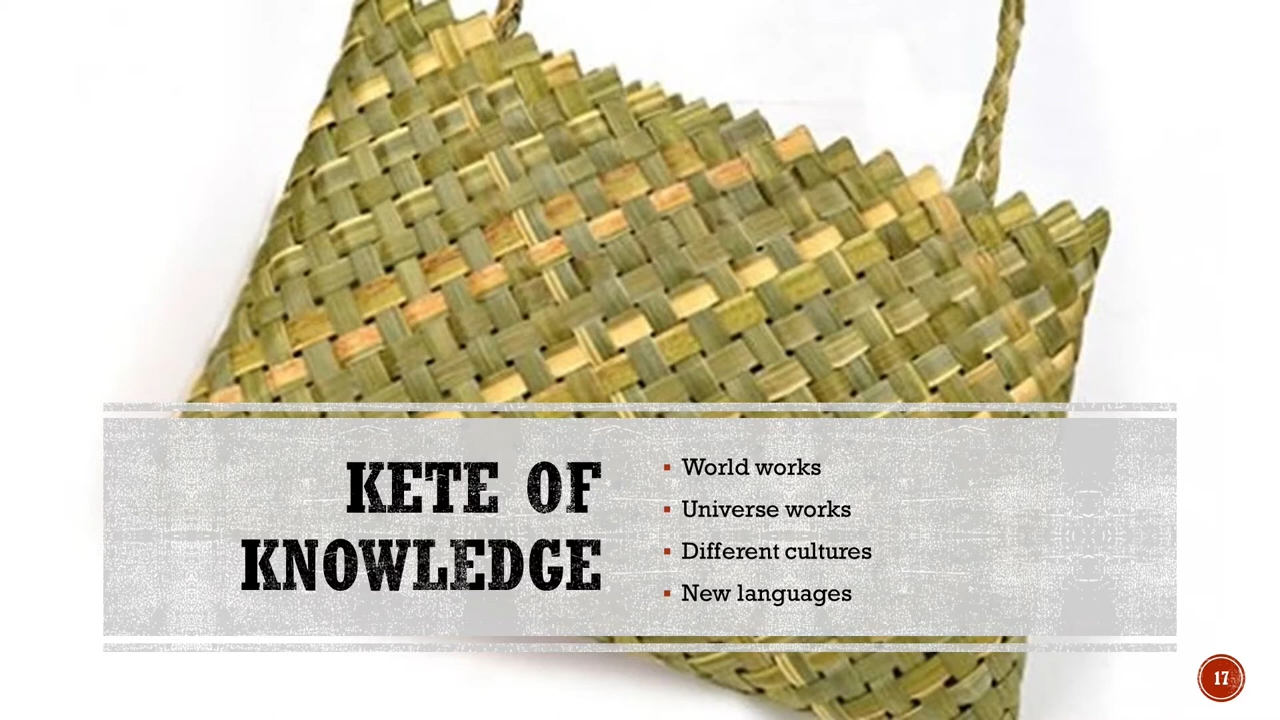 KETE OF
KNOWLEDGE
▪ World works
▪ Universe works
▪ Different cultures
▪ New languages
17